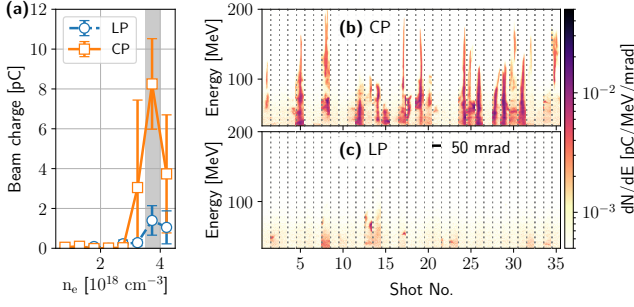 (a)
12
10
8
6
4
2
0
Beam charge [pC]
LP
CP
2
4
n_e [10^18 cm^−3]
(b) CP
200
100
Energy [MeV]
(c) LP
50 mrad
200
100
Energy [MeV]
5 10 15 20 25 30 35
Shot No.
10^−2
10^−3
dN/dE [pC/MeV/mrad]